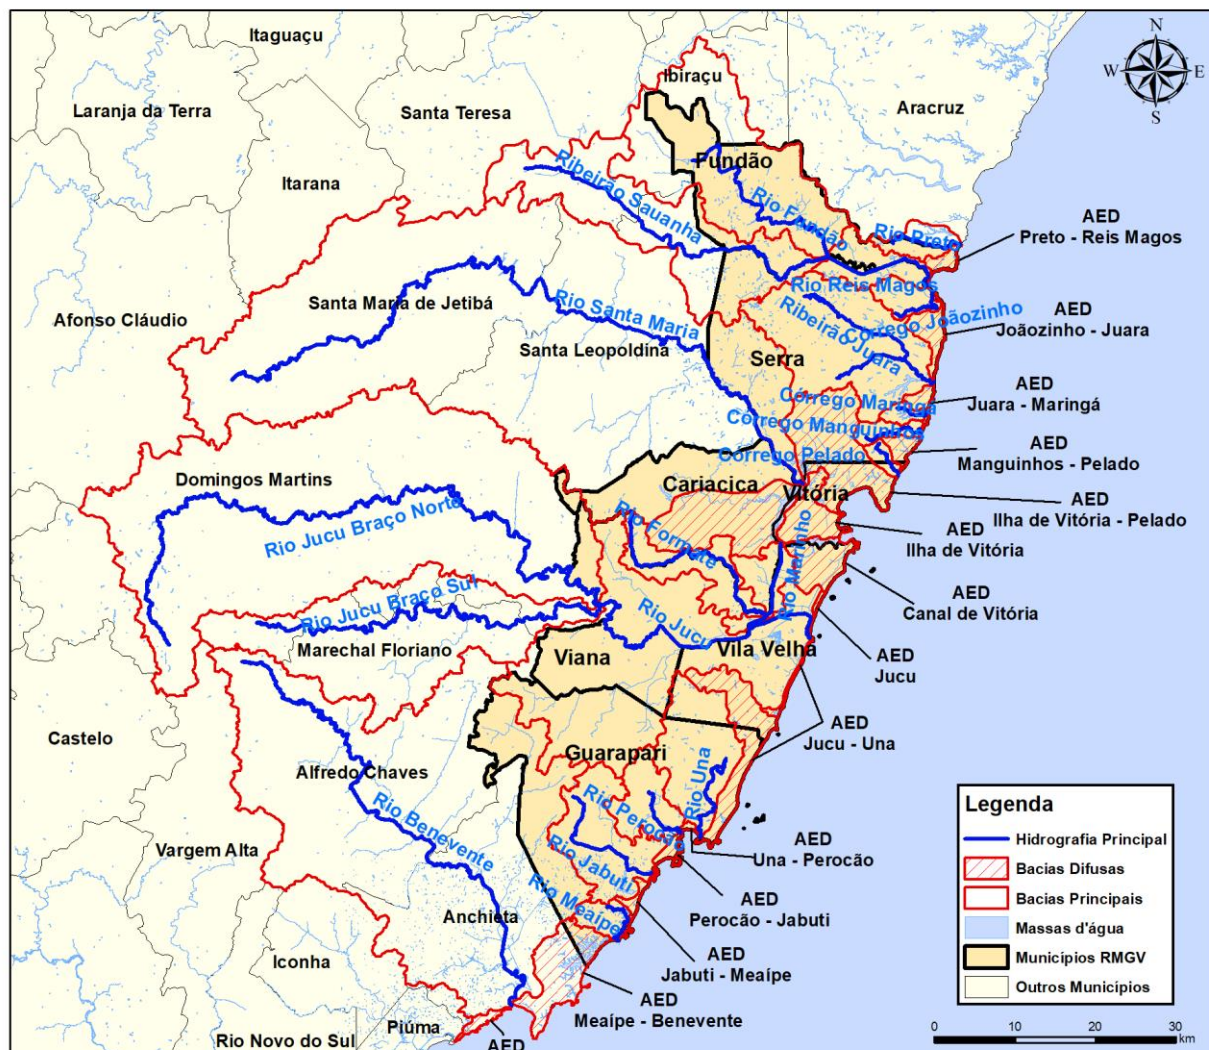 Itaguaçu
Ibiraçu
Laranja da Terra
Santa Teresa
Aracruz
N
W
E
S
Itarana
Fundão
Ribeirão Sauanha
Rio Fundão
Rio Preto
AED
Preto - Reis Magos
Rio Reis Magos
Santa Maria de Jetibá
Rio Santa Maria
Afonso Cláudio
Santa Leopoldina
Ribeirão Juara
Córrego Joãozinho
AED
Joãozinho - Juara
Serra
AED
Juara - Maringá
Córrego Maringá
Córrego Manguinhos
Córrego Pelado
AED
Manguinhos - Pelado
Domingos Martins
Cariacica
Vitória
AED
Ilha de Vitória - Pelado
Rio Jucu Braço Norte
Rio Formate
Rio Marinho
AED
Ilha de Vitória
AED
Canal de Vitória
Rio Jucu Braço Sul
Rio Jucu
Marechal Floriano
Viana
Vila Velha
AED
Jucu
AED
Jucu - Una
Castelo
Guarapari
Alfredo Chaves
Rio Benevente
Rio Perocão
Rio Una
Vargem Alta
Rio Jabuti
Rio Meaípe
AED
Una - Perocão
Anchieta
AED
Perocão - Jabuti
Iconha
AED
Jabuti - Meaípe
AED
Meaípe - Benevente
Piúma
Rio Novo do Sul
AED
Legenda
Hidrografia Principal
Bacias Difusas
Bacias Principais
Massas d'água
Municípios RMGV
Outros Municípios
0 10 20 30
km